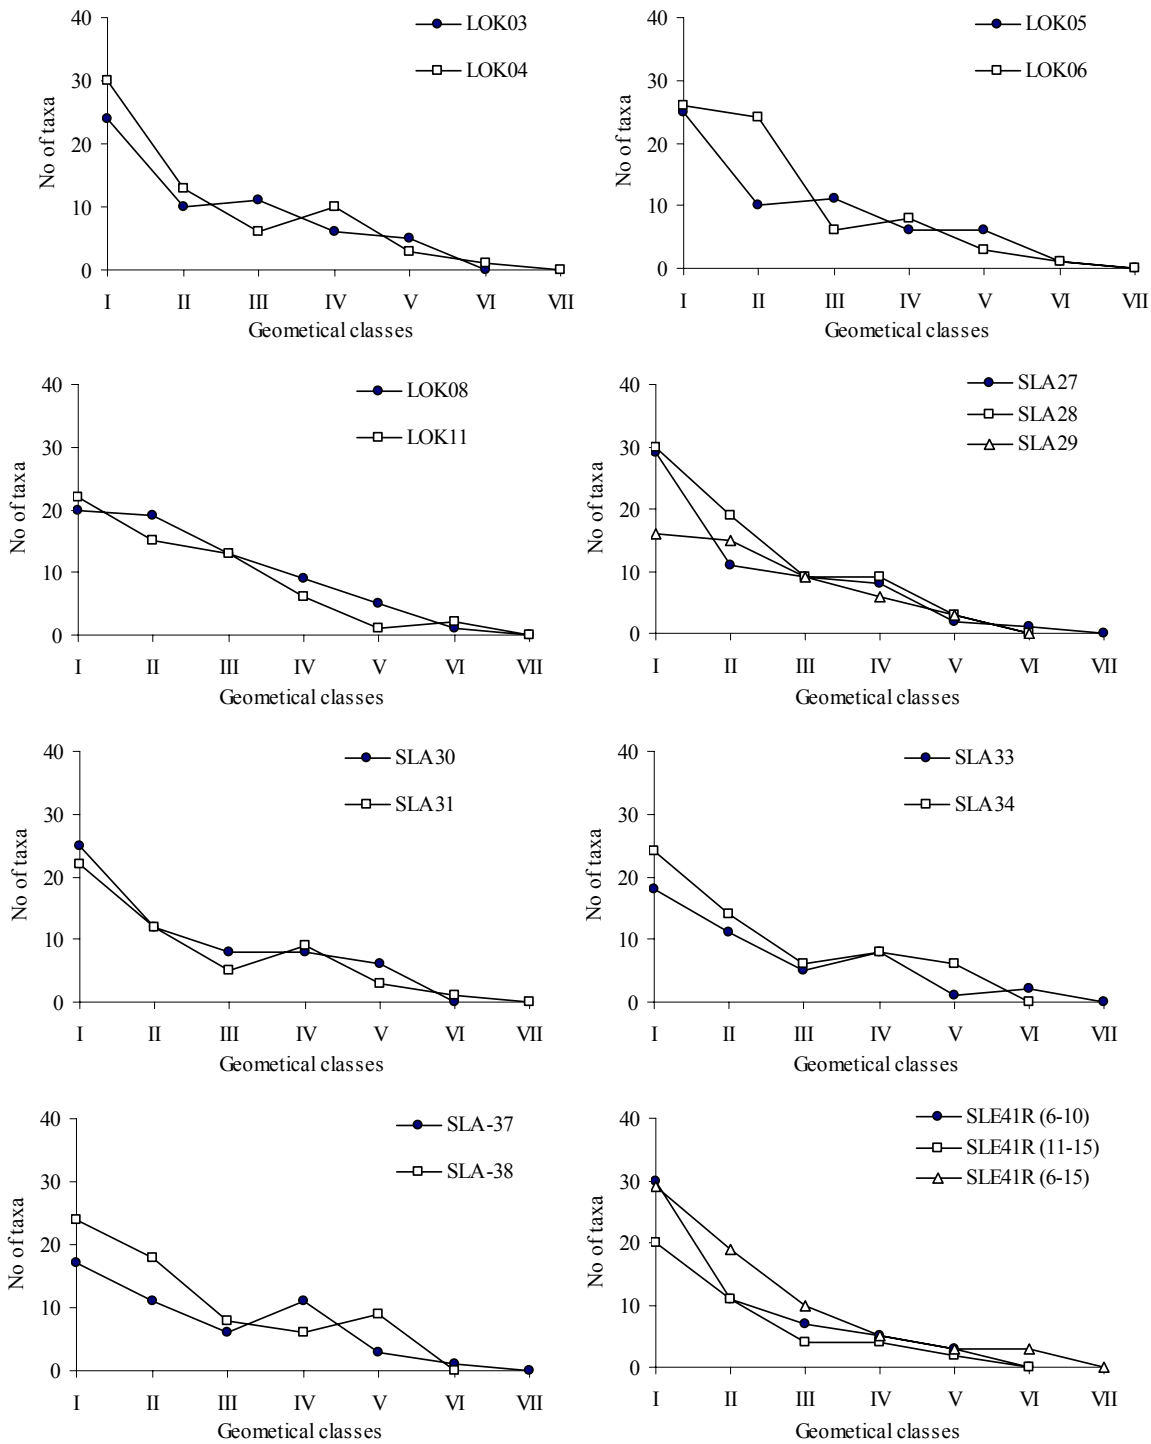 40
30
20
10
0
No of taxa
LOK03
LOK04
I II III IV V VI VII
Geometical classes
40
30
20
10
0
No of taxa
LOK05
LOK06
I II III IV V VI VII
Geometical classes
40
30
20
10
0
No of taxa
LOK08
LOK11
I II III IV V VI VII
Geometical classes
40
30
20
10
0
No of taxa
SLA27
SLA28
SLA29
I II III IV V VI VII
Geometical classes
40
30
20
10
0
No of taxa
SLA30
SLA31
I II III IV V VI VII
Geometical classes
40
30
20
10
0
No of taxa
SLA33
SLA34
I II III IV V VI VII
Geometical classes
40
30
20
10
0
No of taxa
SLA-37
SLA-38
I II III IV V VI VII
Geometical classes
40
30
20
10
0
No of taxa
SLE41R (6-10)
SLE41R (11-15)
SLE41R (6-15)
I II III IV V VI VII
Geometical classes